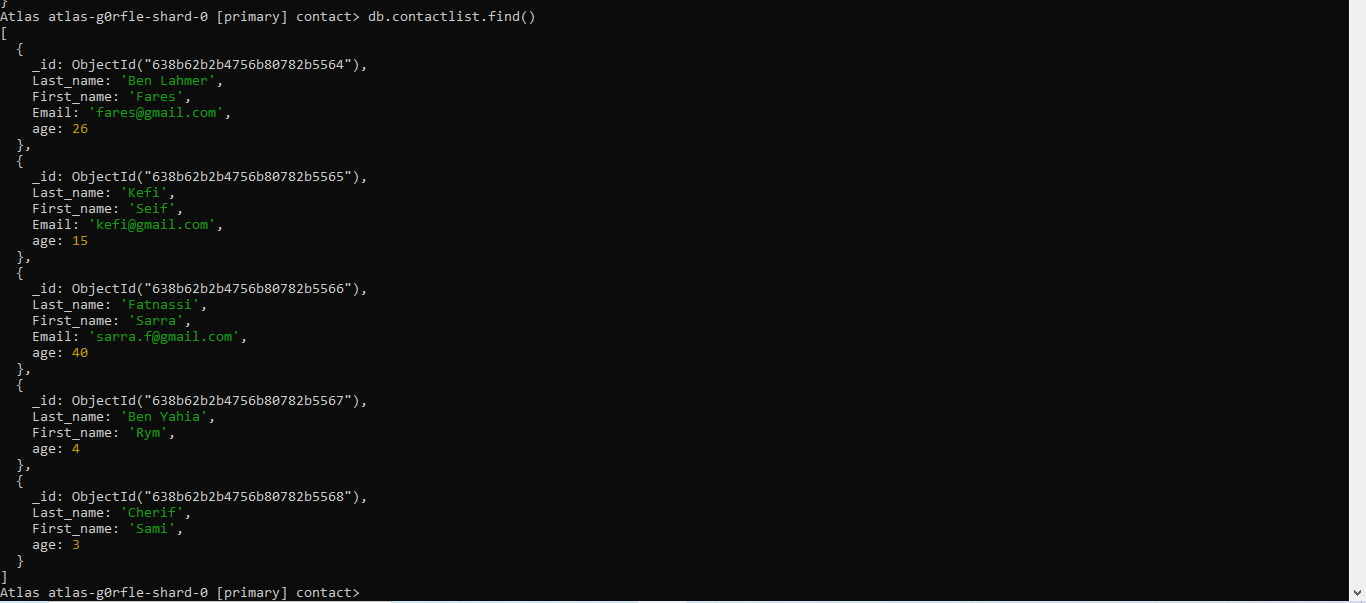 }
Atlas atlas-g0rfle-shard-0 [primary] contact> db.contactlist.find()
[
  {
    _id: ObjectId("638b62b2b4756b80782b5564"),
    Last_name: 'Ben Lahmer',
    First_name: 'Fares',
    Email: 'fares@gmail.com',
    age: 26
  },
  {
    _id: ObjectId("638b62b2b4756b80782b5565"),
    Last_name: 'Kefi',
    First_name: 'Seif',
    Email: 'kefi@gmail.com',
    age: 15
  },
  {
    _id: ObjectId("638b62b2b4756b80782b5566"),
    Last_name: 'Fatnassi',
    First_name: 'Sarra',
    Email: 'sarra.f@gmail.com',
    age: 40
  },
  {
    _id: ObjectId("638b62b2b4756b80782b5567"),
    Last_name: 'Ben Yahia',
    First_name: 'Rym',
    age: 4
  },
  {
    _id: ObjectId("638b62b2b4756b80782b5568"),
    Last_name: 'Cherif',
    First_name: 'Sami',
    age: 3
  }
]
Atlas atlas-g0rfle-shard-0 [primary] contact>